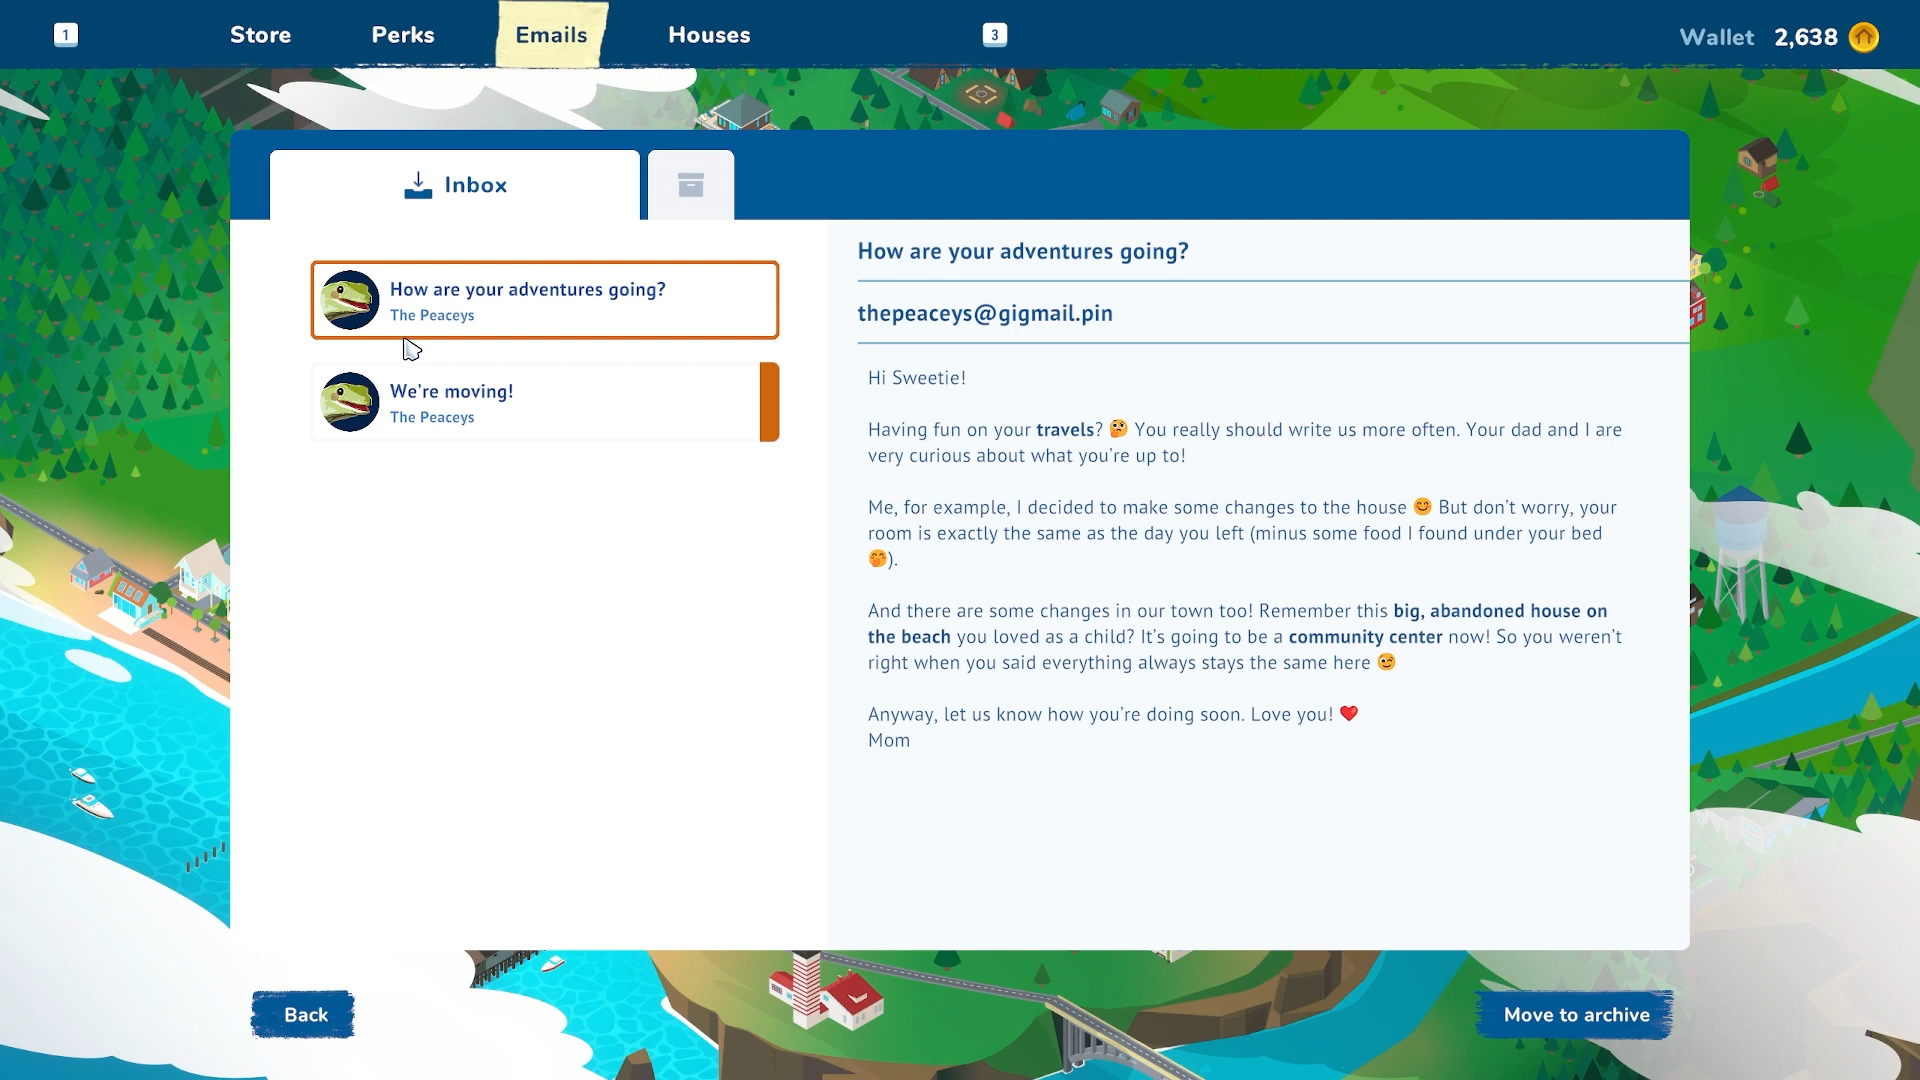 1
Store
Perks
Emails
Houses
3
Wallet 2,638
Inbox
How are your adventures going?
The Peaceys
We're moving!
The Peaceys
How are your adventures going?
thepeaceys@gigmail.pin
Hi Sweetie!
Having fun on your travels? 🤔 You really should write us more often. Your dad and I are
very curious about what you're up to!
Me, for example, I decided to make some changes to the house 😊 But don't worry, your
room is exactly the same as the day you left (minus some food I found under your bed
🤭).
And there are some changes in our town too! Remember this big, abandoned house on
the beach you loved as a child? It's going to be a community center now! So you weren't
right when you said everything always stays the same here 😉
Anyway, let us know how you're doing soon. Love you! ❤️
Mom
Back
Move to archive